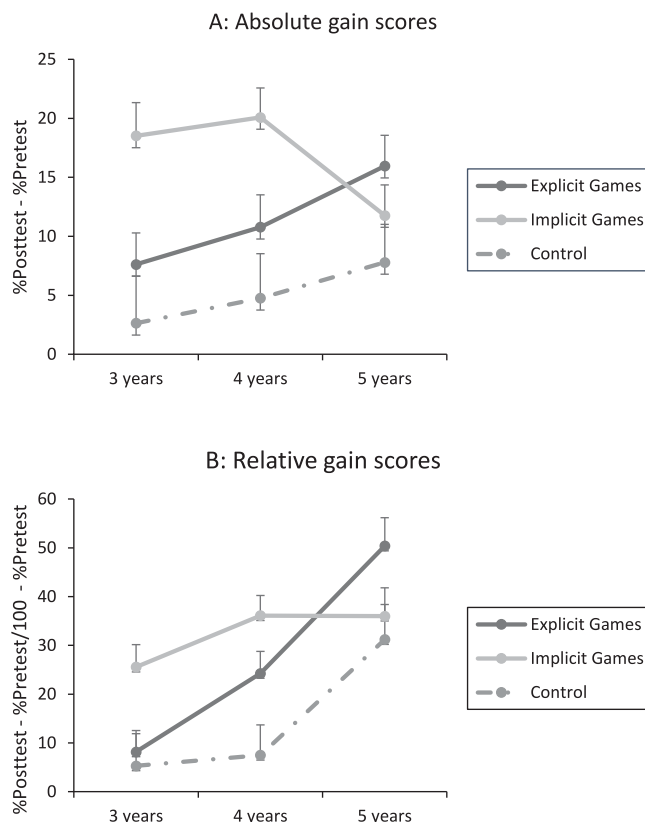 A: Absolute gain scores
%Posttest - %Pretest
25
20
15
10
5
0
3 years
4 years
5 years
Explicit Games
Implicit Games
Control
B: Relative gain scores
%Posttest - %Pretest/100 - %Pretest
60
50
40
30
20
10
0
3 years
4 years
5 years
Explicit Games
Implicit Games
Control